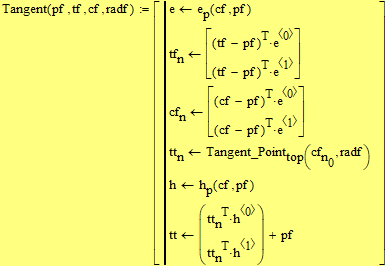 Tangent(pf , tf , cf , radf) :=
e ← e_p(cf , pf)
tf_n ← [(tf − pf)^T · e^⟨0⟩
(tf − pf)^T · e^⟨1⟩]
cf_n ← [(cf − pf)^T · e^⟨0⟩
(cf − pf)^T · e^⟨1⟩]
tt_n ← Tangent_Point_top(cf_n_0 , radf)
h ← h_p(cf , pf)
tt ← (tt_n^T · h^⟨0⟩
tt_n^T · h^⟨1⟩) + pf